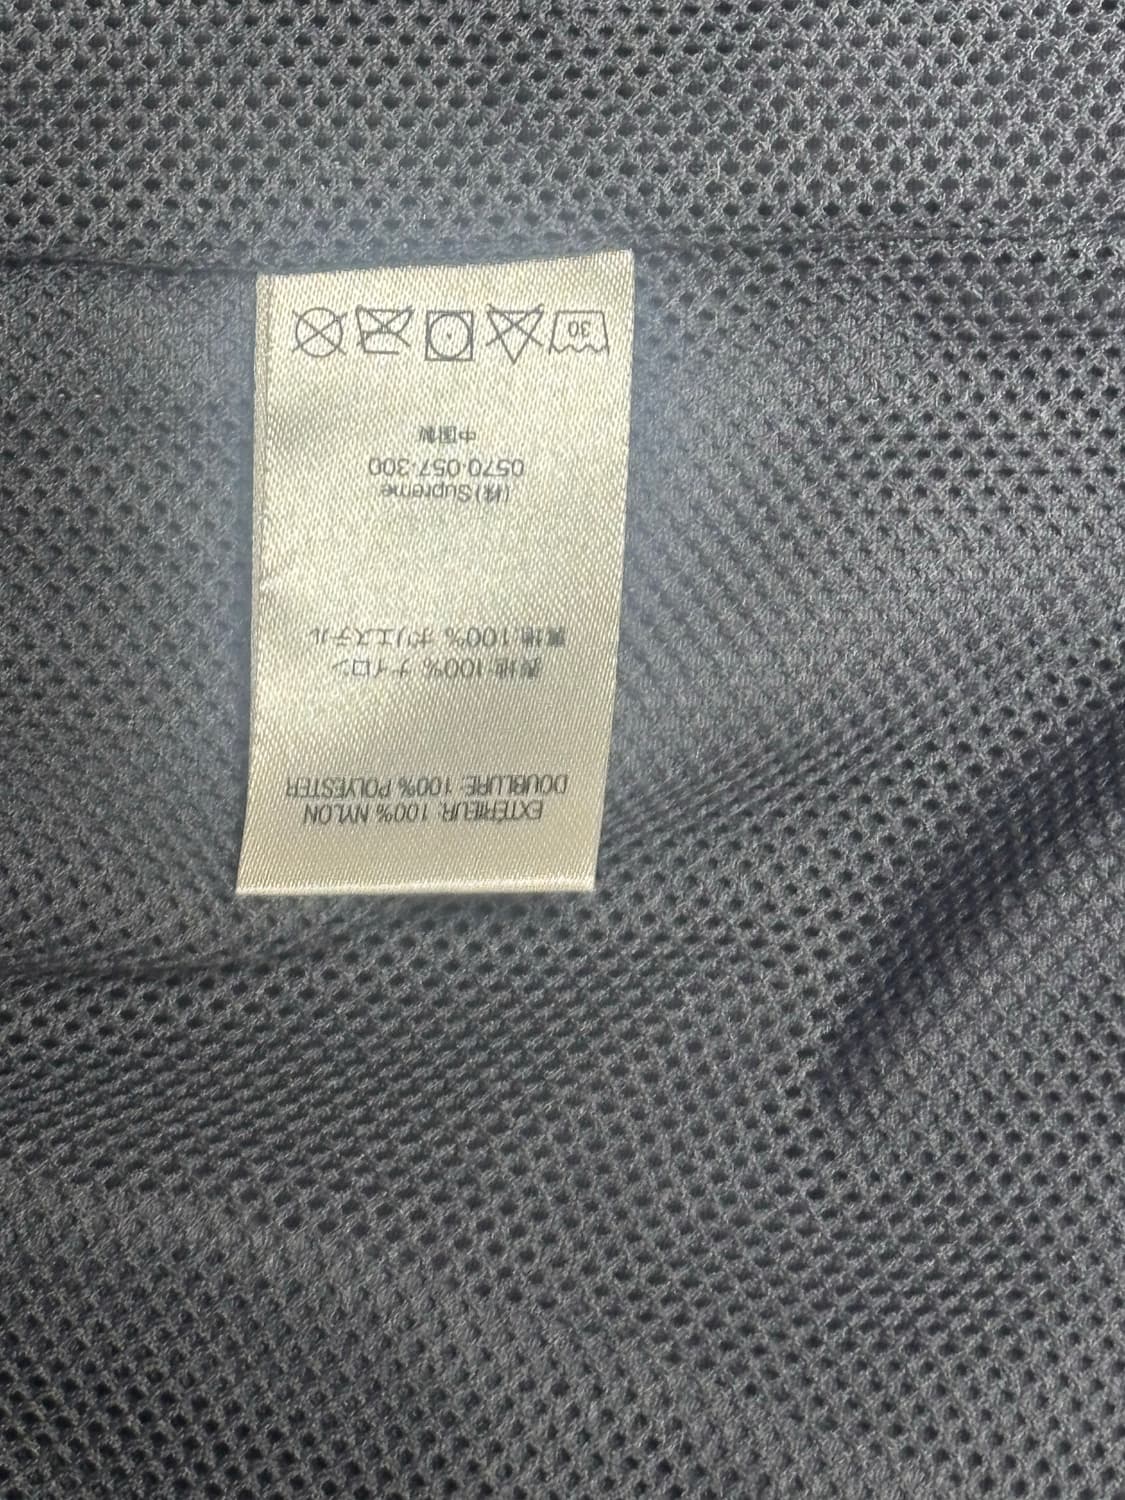 EXTÉRIEUR: 100% NYLON
DOUBLURE: 100% POLYESTER
表地:100% ナイロン
裏地:100% ポリエステル
(株)Supreme
0570-057-300
中国製
30